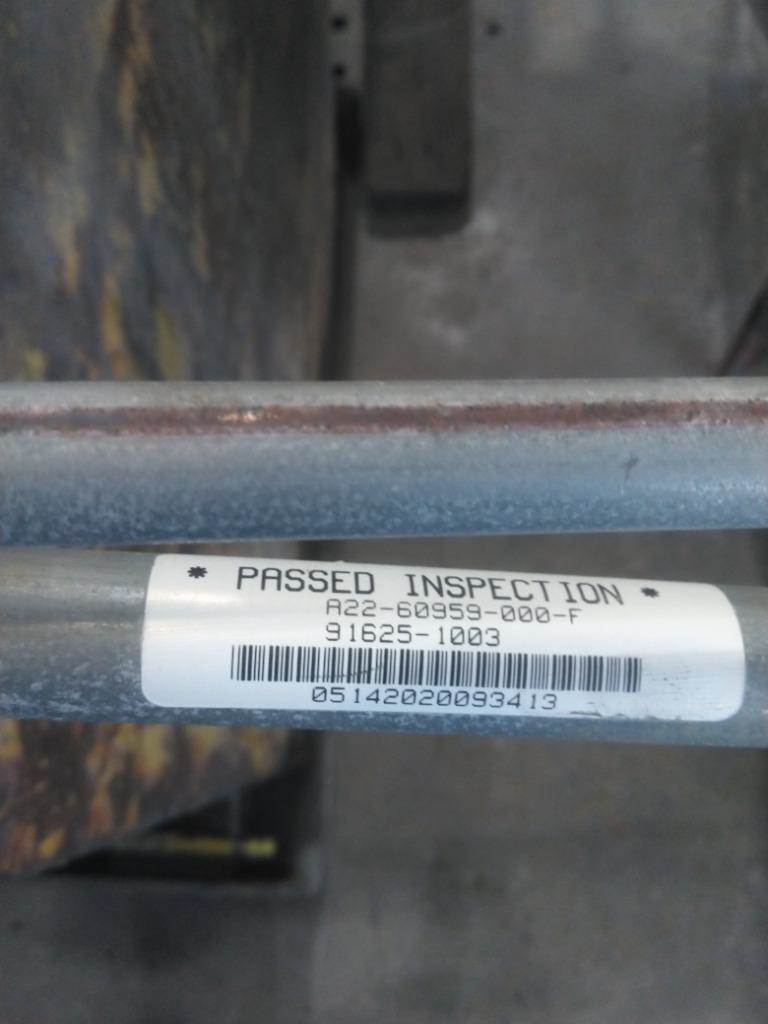 * PASSED INSPECTION *
A22-60959-000-F
91625-1003
05142020093413